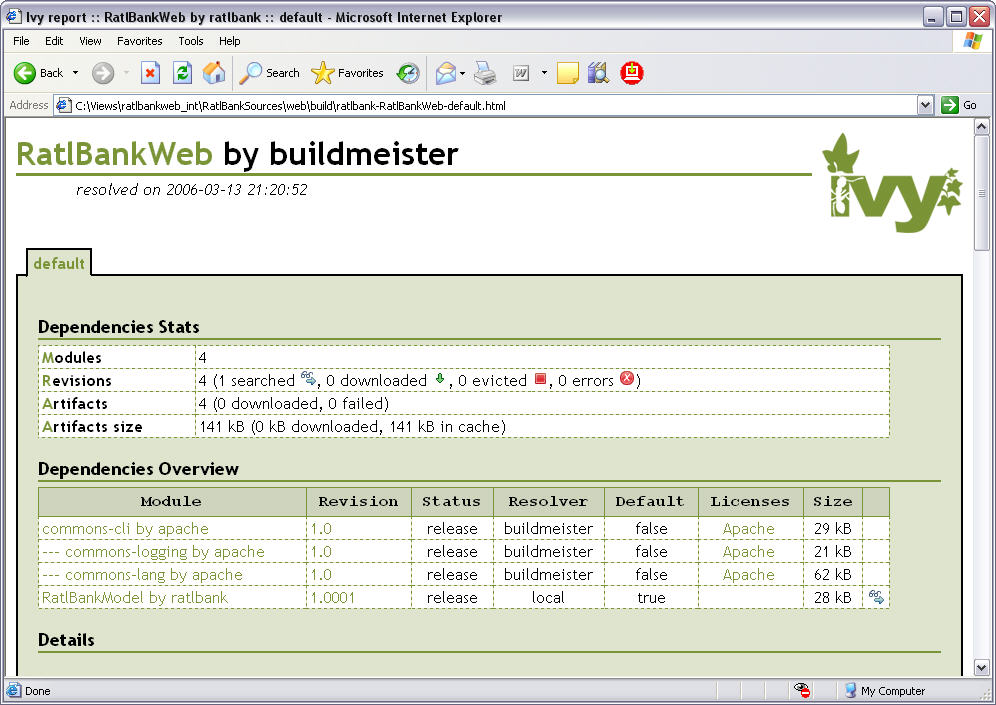 Ivy report :: RatlBankWeb by ratlbank :: default - Microsoft Internet Explorer
File Edit View Favorites Tools Help
Back Search Favorites W
Address C:\Views\ratlbankweb_int\RatlBankSources\web\build\ratlbank-RatlBankWeb-default.html Go
RatlBankWeb by buildmeister
ivy
resolved on 2006-03-13 21:20:52
default
Dependencies Stats
Modules 4
Revisions 4 (1 searched , 0 downloaded , 0 evicted , 0 errors )
Artifacts 4 (0 downloaded, 0 failed)
Artifacts size 141 kB (0 kB downloaded, 141 kB in cache)
Dependencies Overview
Module Revision Status Resolver Default Licenses Size
commons-cli by apache 1.0 release buildmeister false Apache 29 kB
--- commons-logging by apache 1.0 release buildmeister false Apache 21 kB
--- commons-lang by apache 1.0 release buildmeister false Apache 62 kB
RatlBankModel by ratlbank 1.0001 release local true 28 kB
Details
Done My Computer